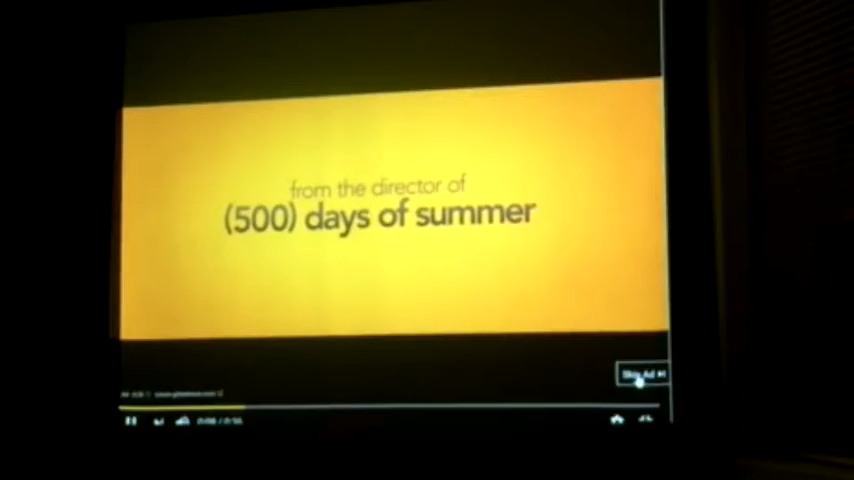 from the director of
(500) days of summer
Skip Ad